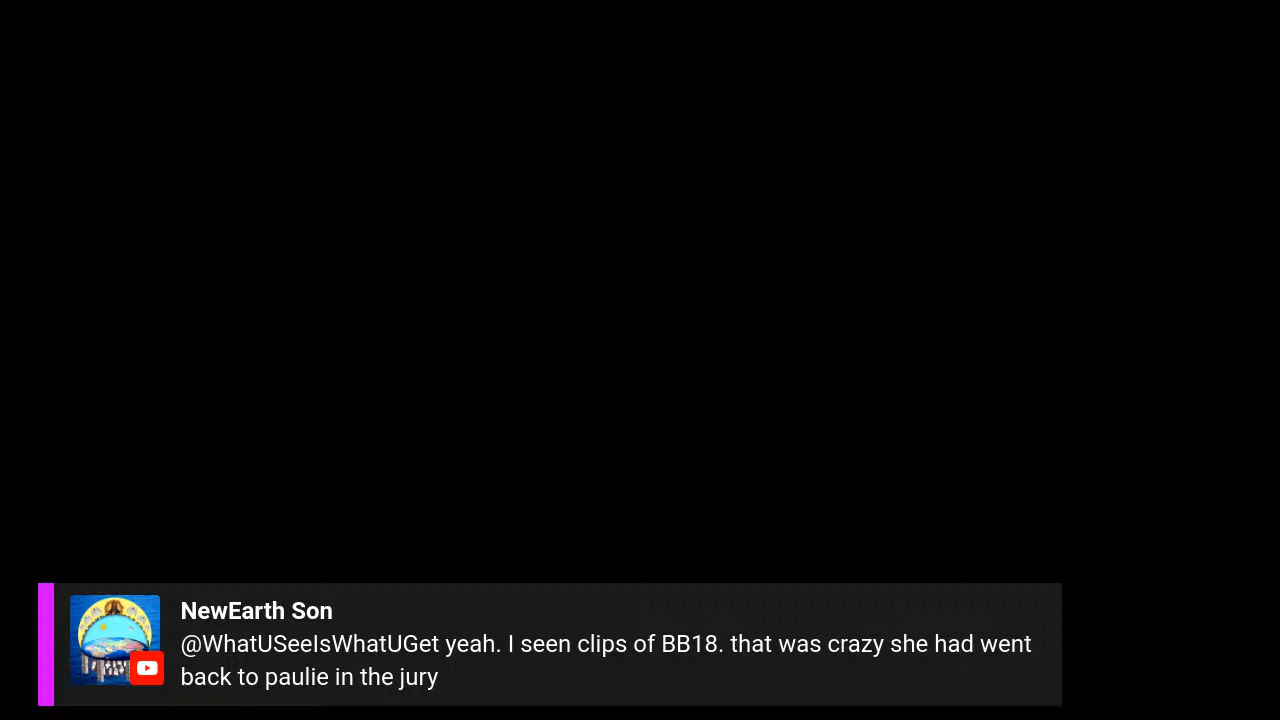 NewEarth Son
@WhatUSeeIsWhatUGet yeah. I seen clips of BB18. that was crazy she had went
back to paulie in the jury